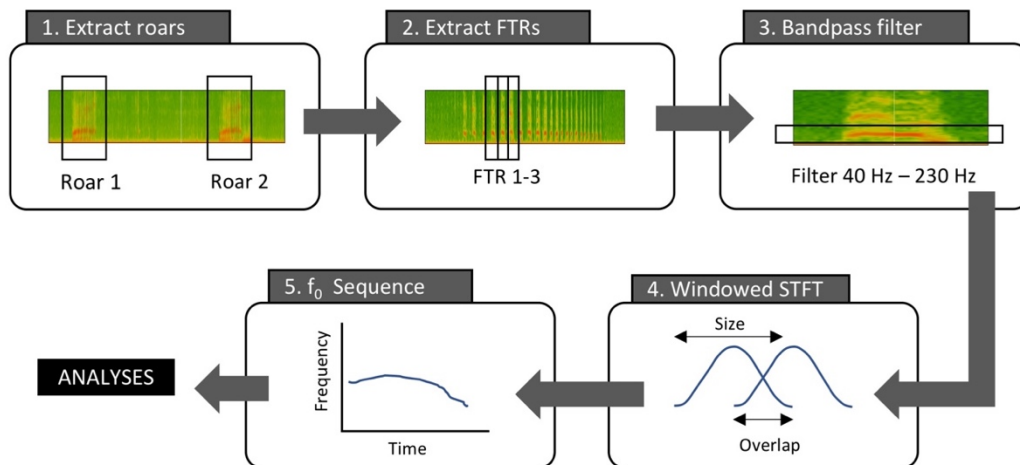 1. Extract roars
Roar 1
Roar 2
2. Extract FTRs
FTR 1-3
3. Bandpass filter
Filter 40 Hz – 230 Hz
4. Windowed STFT
Size
Overlap
5. f₀ Sequence
Frequency
Time
ANALYSES